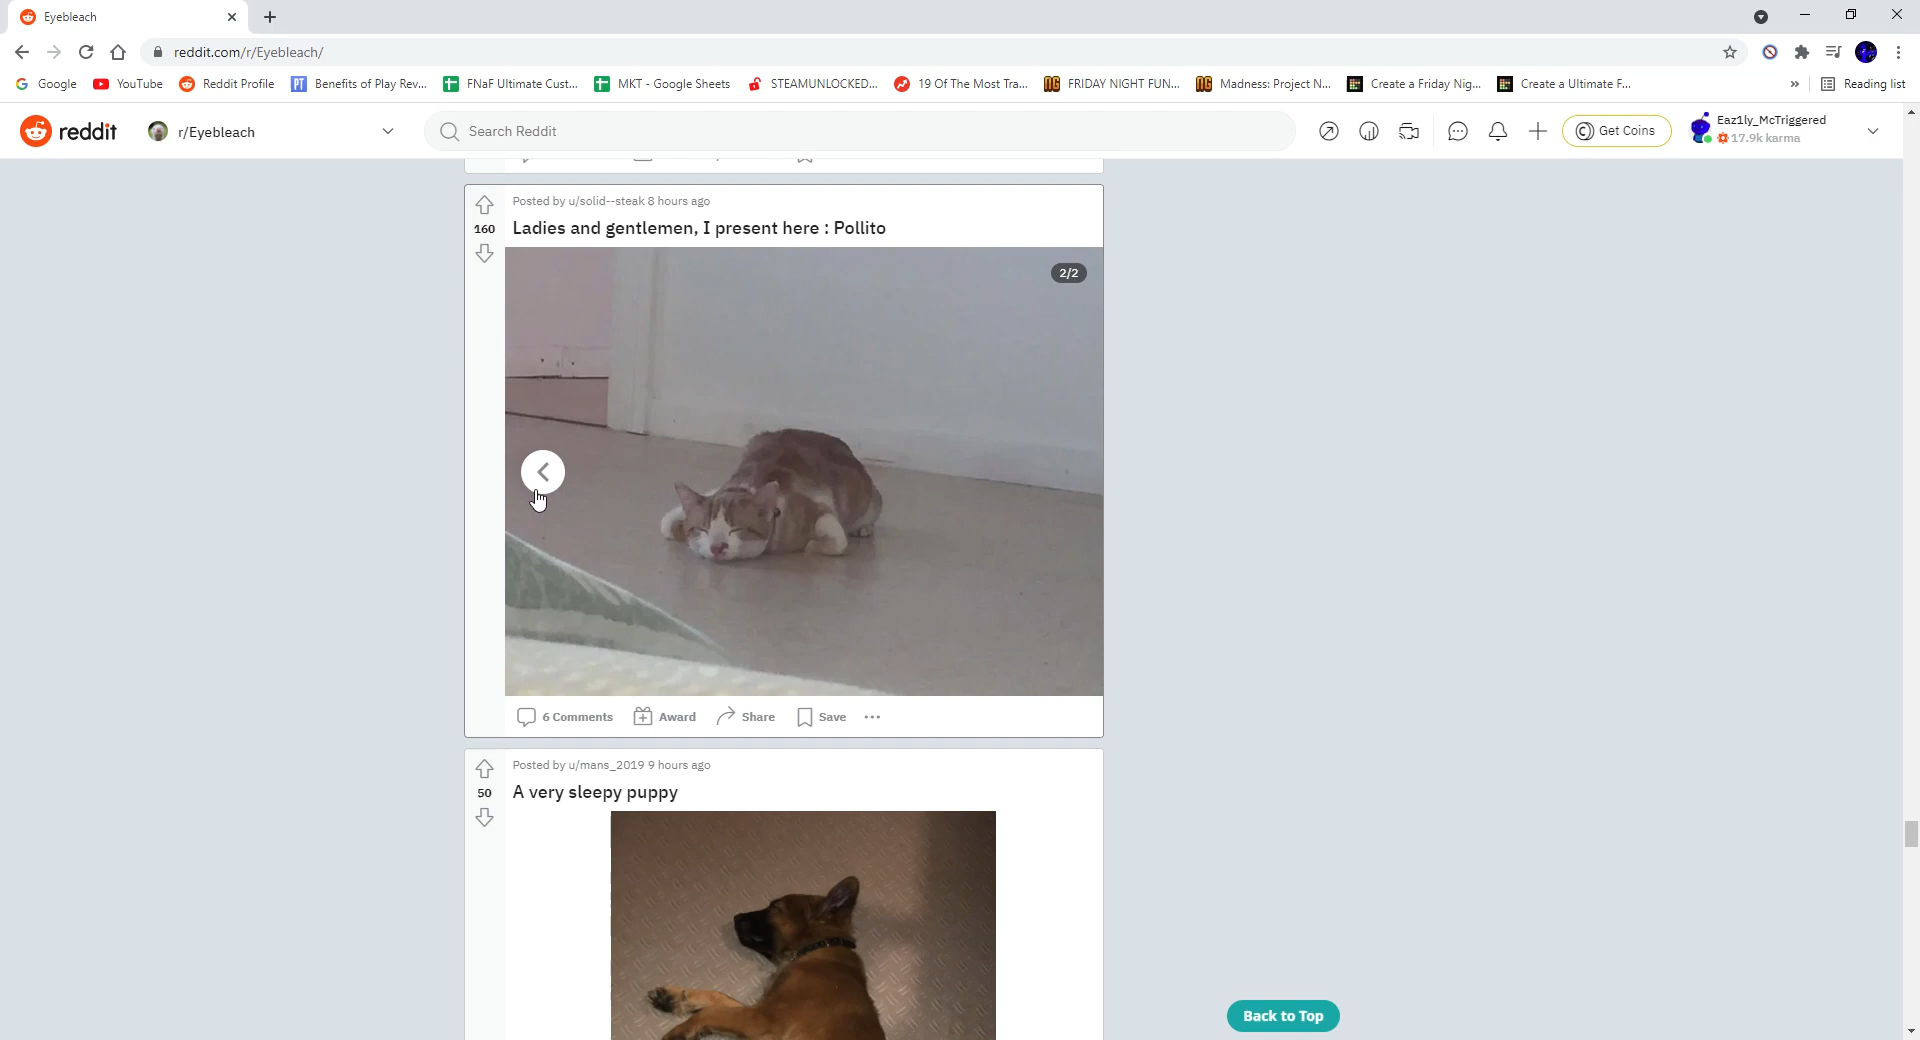 Eyebleach
reddit.com/r/Eyebleach/
Google YouTube Reddit Profile Benefits of Play Rev... FNaF Ultimate Cust... MKT - Google Sheets STEAMUNLOCKED... 19 Of The Most Tra... FRIDAY NIGHT FUN... Madness: Project N... Create a Friday Nig... Create a Ultimate F... » Reading list
reddit r/Eyebleach Search Reddit Get Coins Eaz1ly_McTriggered
17.9k karma
Posted by u/solid--steak 8 hours ago
160 Ladies and gentlemen, I present here : Pollito
2/2
6 Comments Award Share Save
Posted by u/mans_2019 9 hours ago
50 A very sleepy puppy
Back to Top